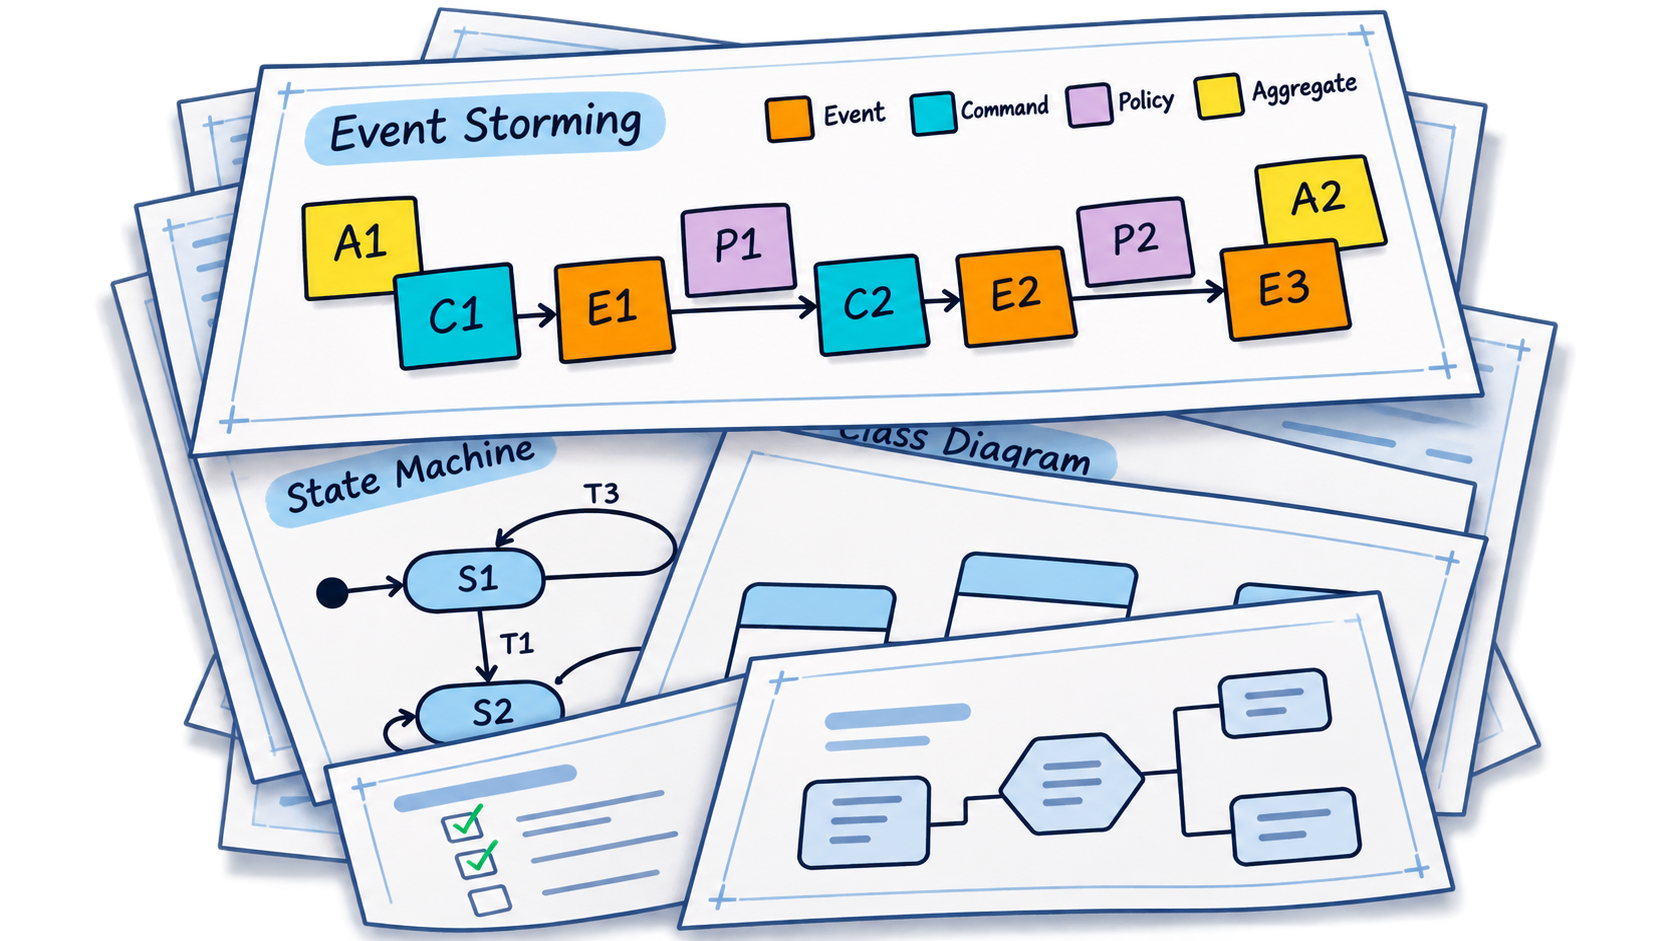 Event Storming
Event Command Policy Aggregate
A1 C1 E1 P1 C2 E2 P2 E3 A2
State Machine
T3
S1
T1
S2
Class Diagram